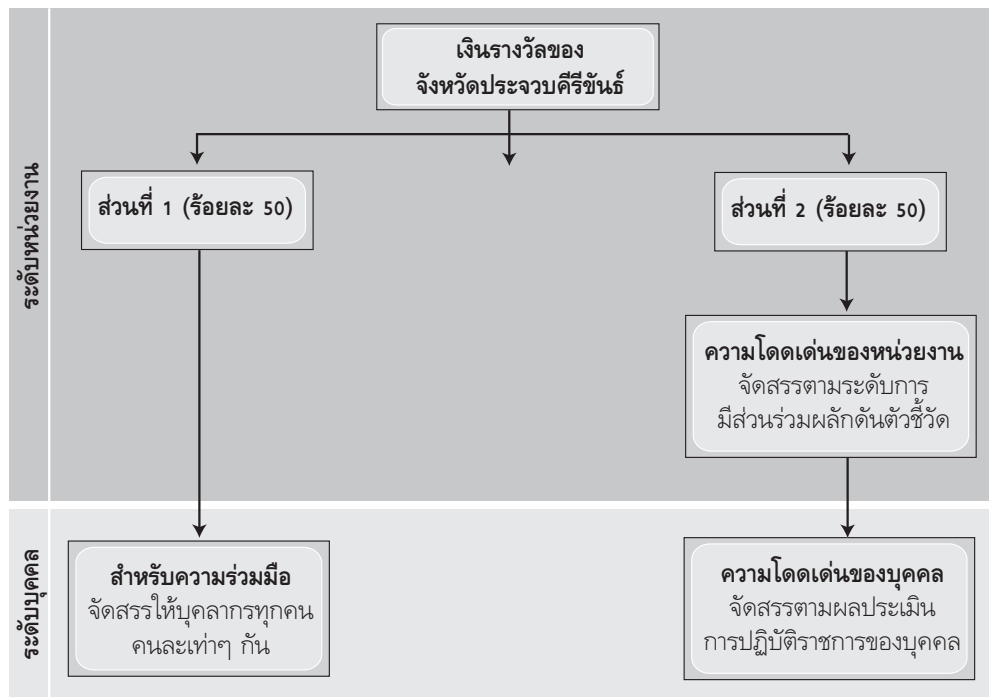 เงินรางวัลของ
จังหวัดประจวบคีรีขันธ์
ระดับหน่วยงาน
ส่วนที่ 1 (ร้อยละ 50)
ส่วนที่ 2 (ร้อยละ 50)
ความโดดเด่นของหน่วยงาน
จัดสรรตามระดับการ
มีส่วนร่วมผลักดันตัวชี้วัด
ระดับบุคคล
สำหรับความร่วมมือ
จัดสรรให้บุคลากรทุกคน
คนละเท่าๆ กัน
ความโดดเด่นของบุคคล
จัดสรรตามผลประเมิน
การปฏิบัติราชการของบุคคล